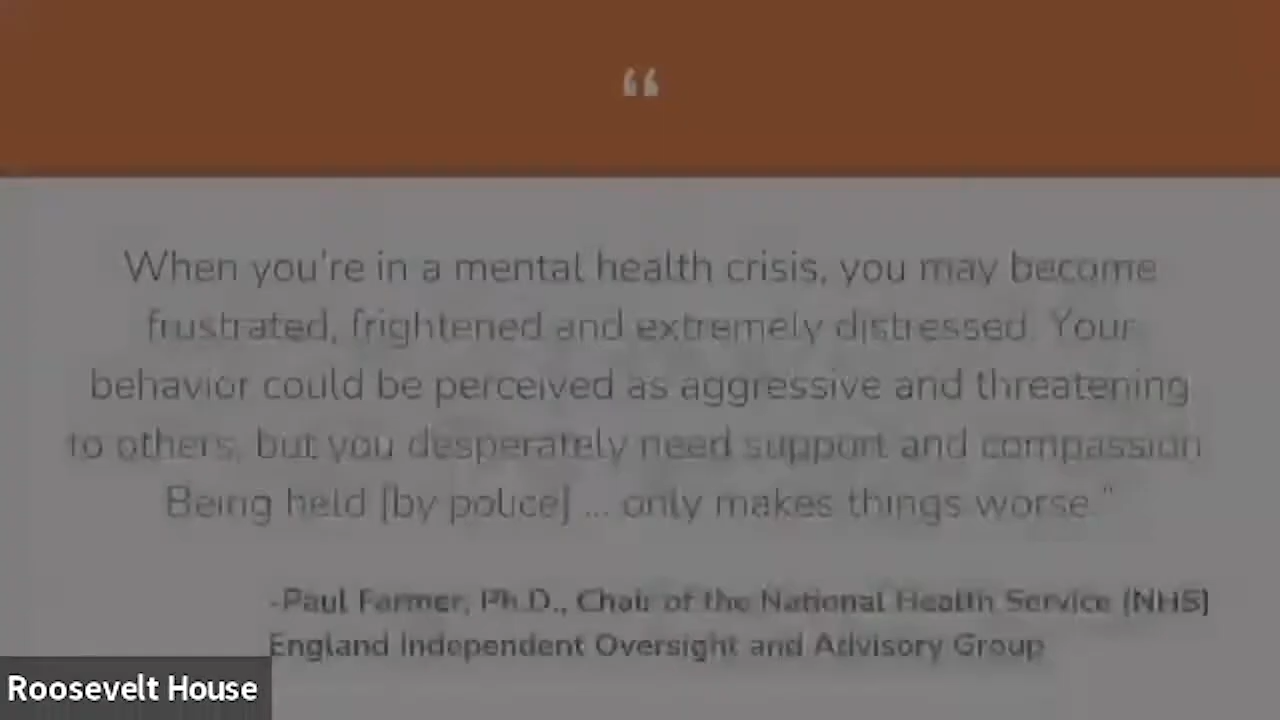 “
When you're in a mental health crisis, you may become
frustrated, frightened and extremely distressed. Your
behavior could be perceived as aggressive and threatening
to others, but you desperately need support and compassion.
Being held [by police] ... only makes things worse."
-Paul Farmer, Ph.D., Chair of the National Health Service (NHS)
England Independent Oversight and Advisory Group
Roosevelt House